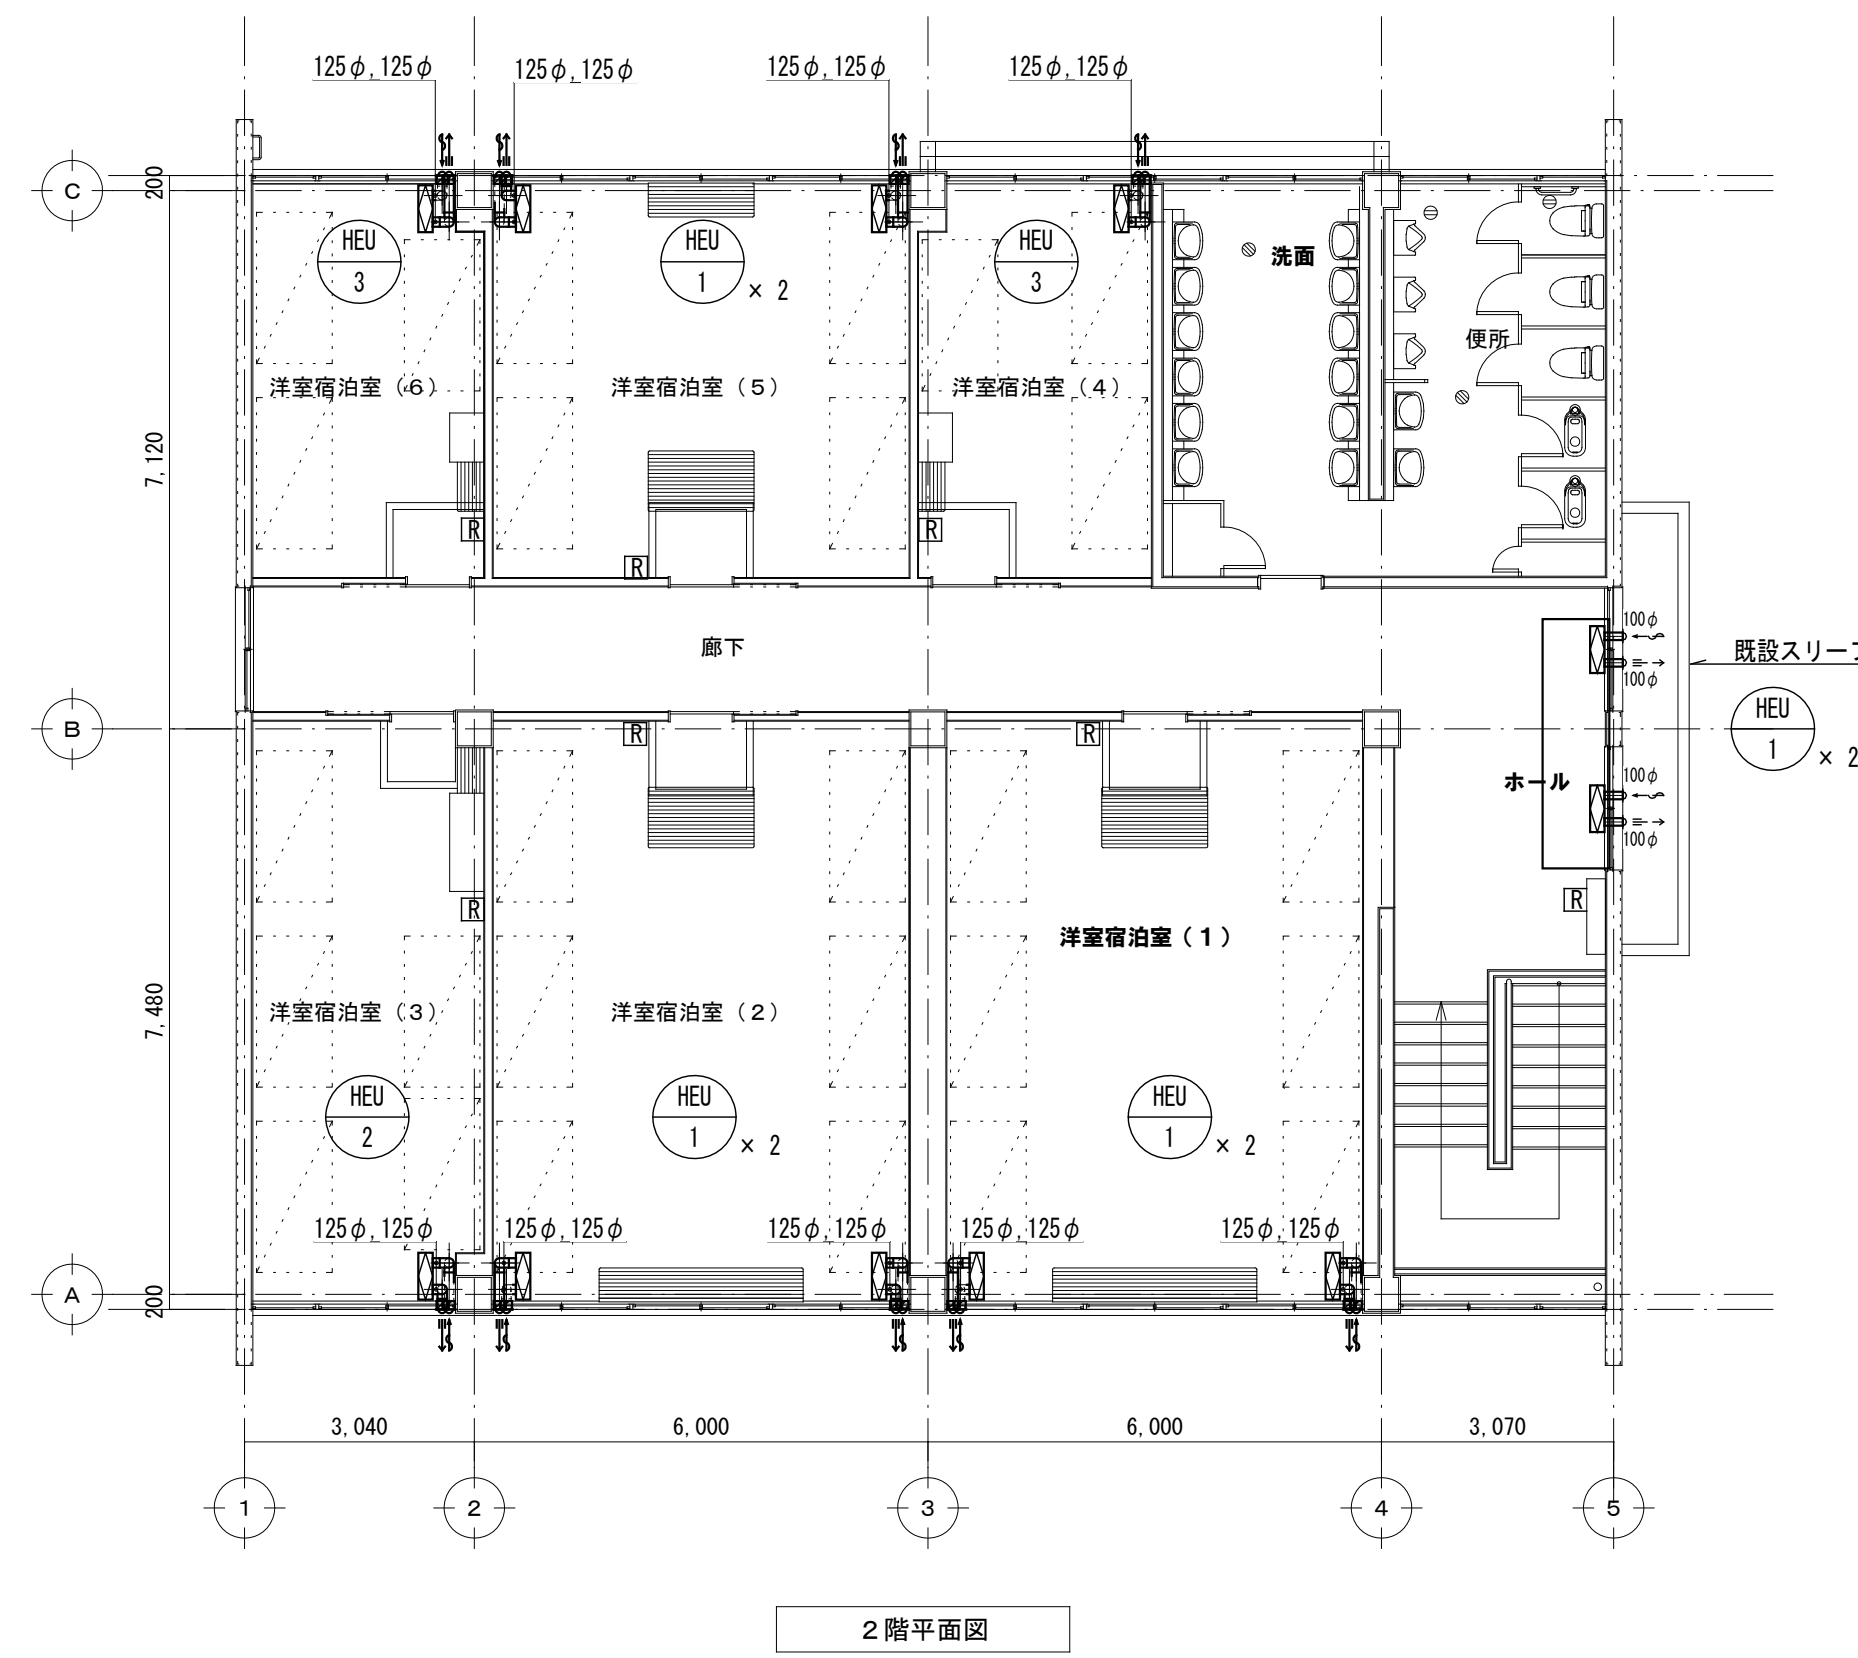 125φ,125φ
125φ,125φ
125φ,125φ
125φ,125φ
C
200
HEU
3
HEU
1
× 2
HEU
3
洗面
便所
洋室宿泊室（６）
洋室宿泊室（５）
洋室宿泊室（４）
7,120
R
R
R
廊下
100φ
100φ
既設スリーブ
B
R
R
HEU
1
× 2
100φ
100φ
ホール
R
R
洋室宿泊室（１）
7,480
洋室宿泊室（３）
洋室宿泊室（２）
HEU
2
HEU
1
× 2
HEU
1
× 2
125φ,125φ
125φ,125φ
125φ,125φ
125φ,125φ
125φ,125φ
A
200
3,040
6,000
6,000
3,070
1
2
3
4
5
２階平面図